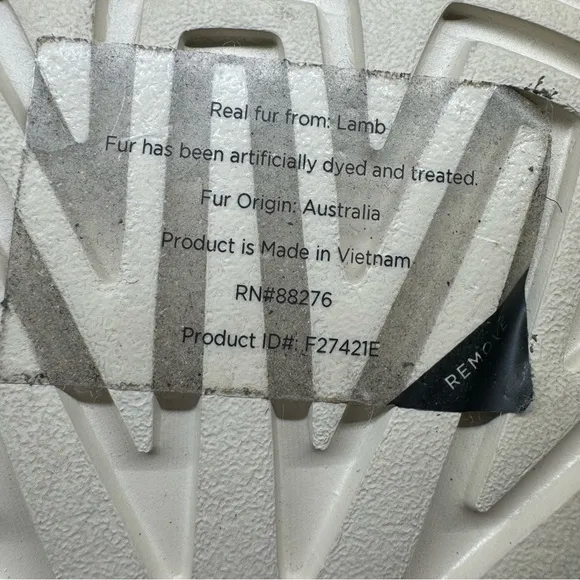 Real fur from: Lamb
Fur has been artificially dyed and treated.
Fur Origin: Australia
Product is Made in Vietnam
RN#88276
Product ID#: F27421E
REMOVE